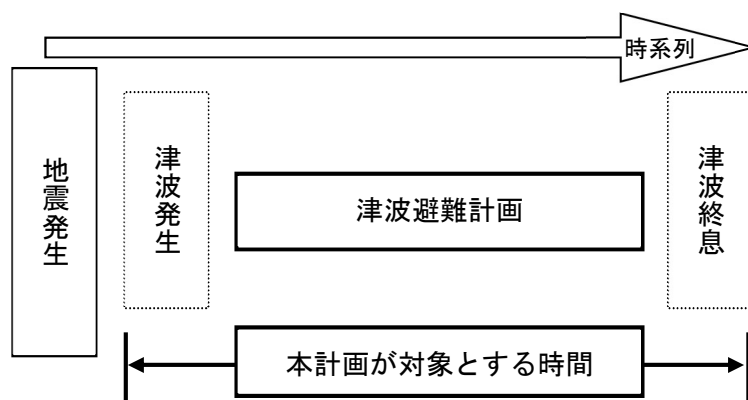 時系列
地震発生
津波発生
津波避難計画
津波終息
本計画が対象とする時間